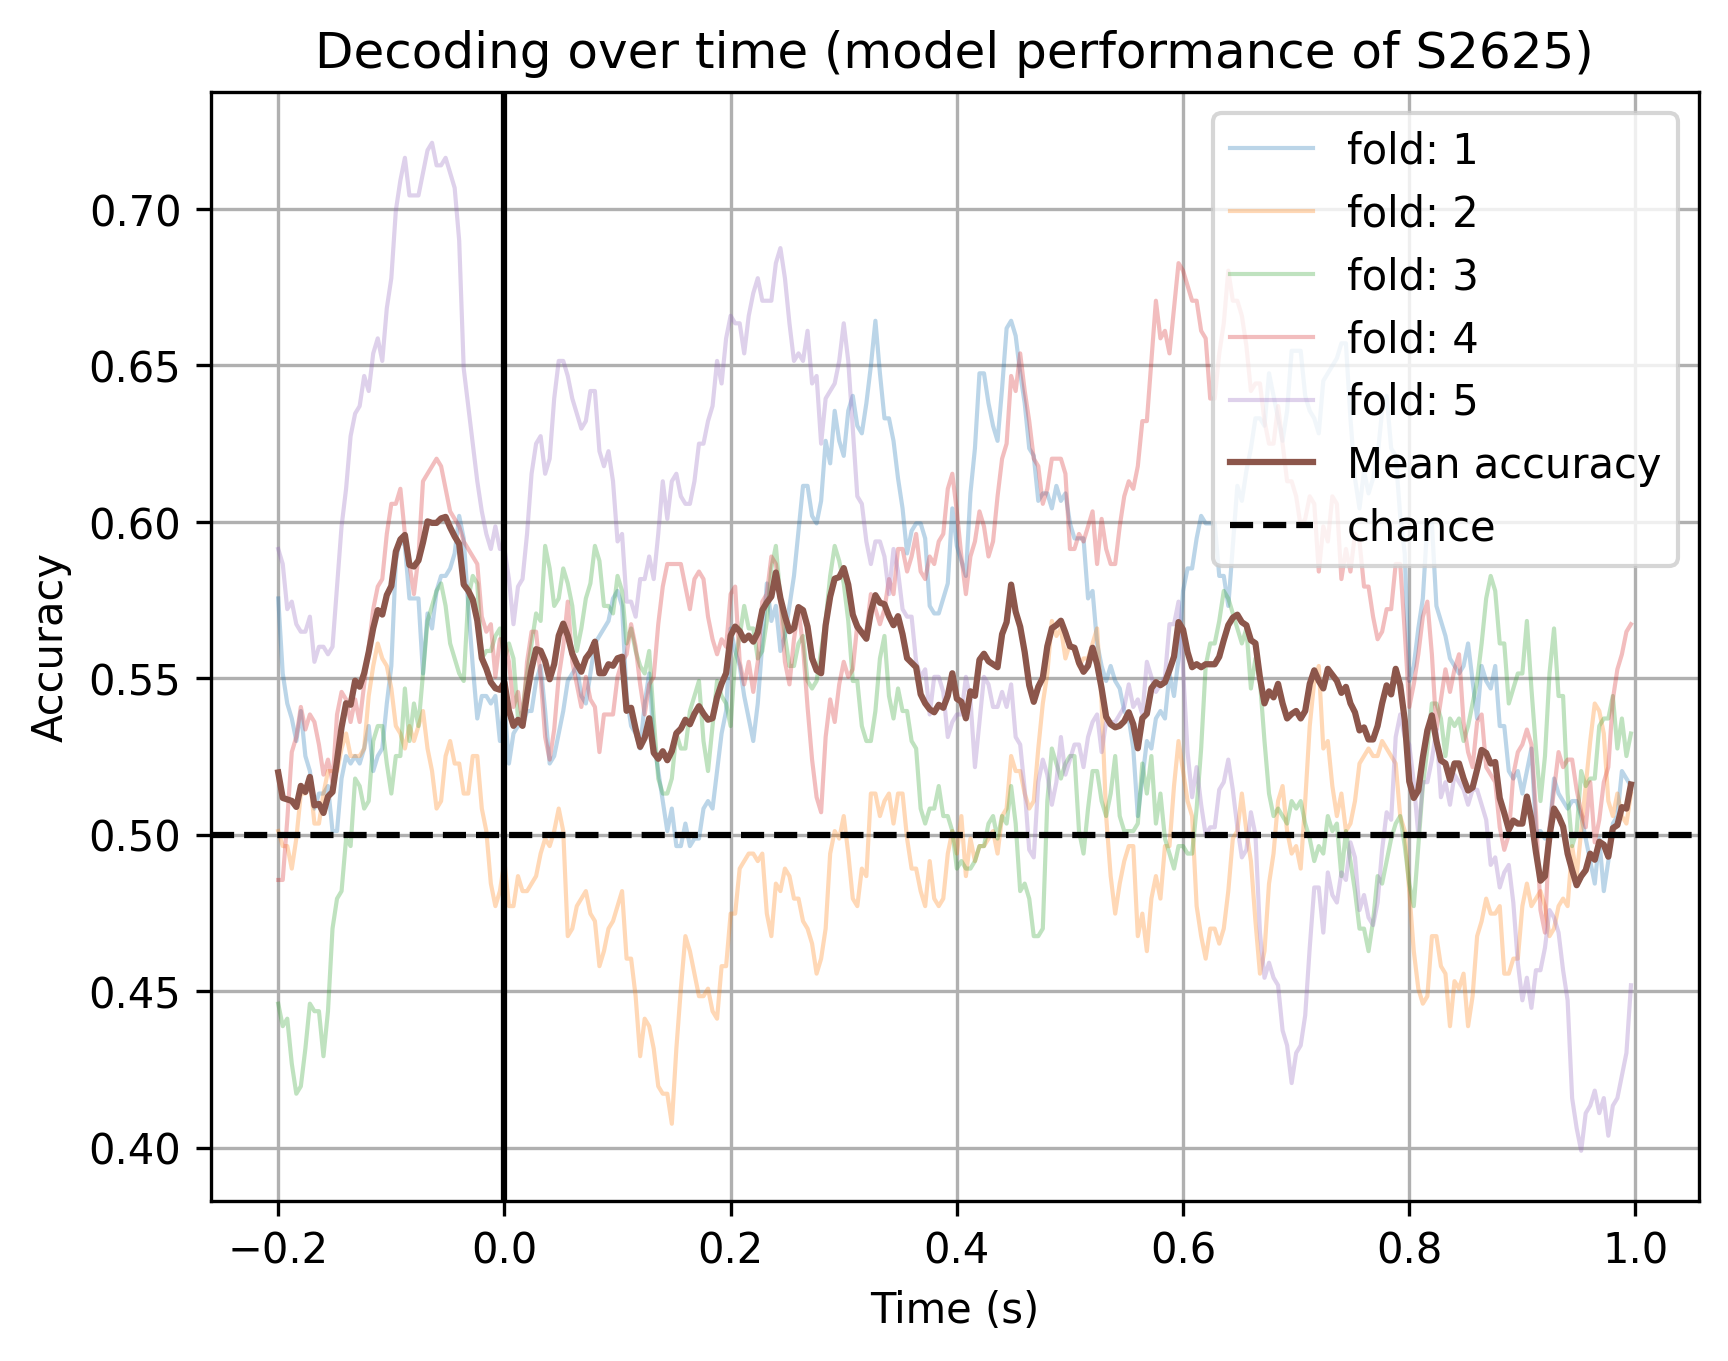 Decoding over time (model performance of S2625)
fold: 1
fold: 2
fold: 3
fold: 4
fold: 5
Mean accuracy
chance
Accuracy
0.70
0.65
0.60
0.55
0.50
0.45
0.40
−0.2 0.0 0.2 0.4 0.6 0.8 1.0
Time (s)